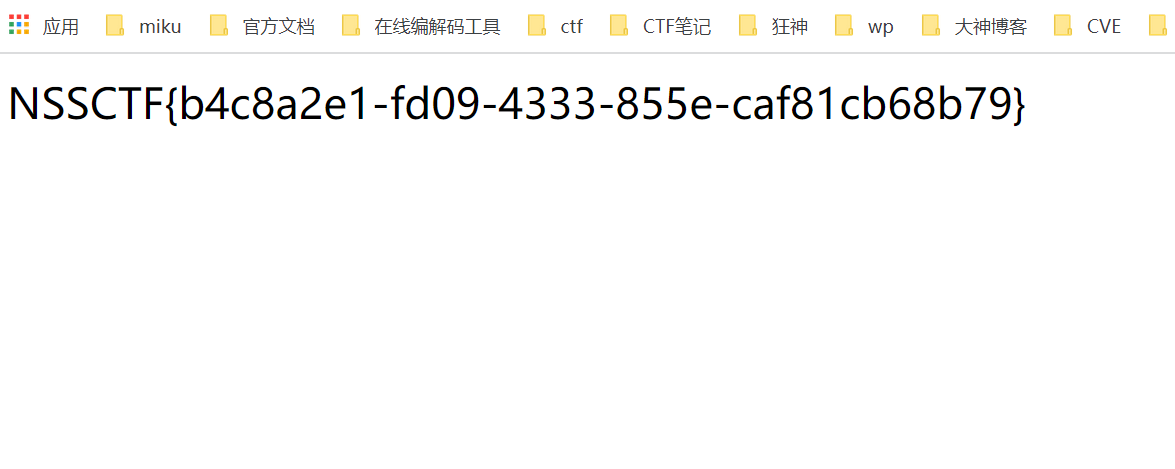 应用 miku 官方文档 在线编解码工具 ctf CTF笔记 狂神 wp 大神博客 CVE
NSSCTF{b4c8a2e1-fd09-4333-855e-caf81cb68b79}